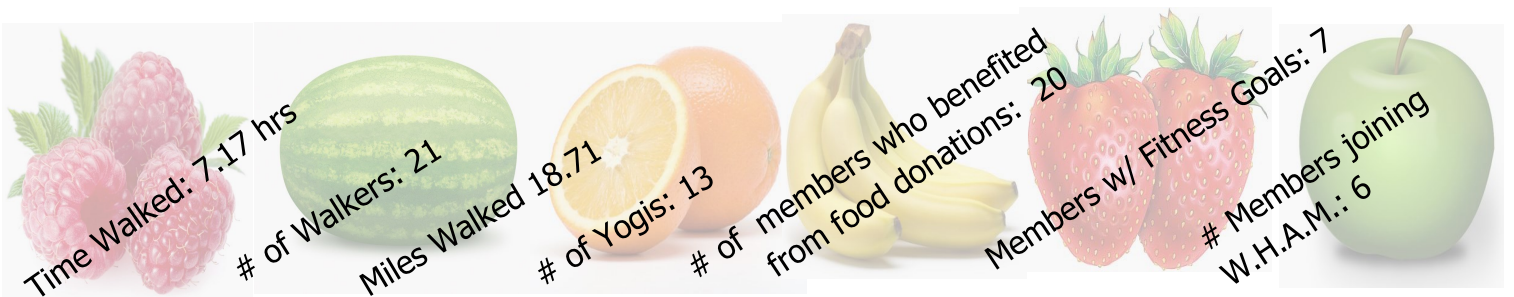 Time Walked: 7.17 hrs
# of Walkers: 21
Miles Walked 18.71
# of Yogis: 13
# of members who benefited
from food donations: 20
Members w/ Fitness Goals: 7
# Members joining
W.H.A.M.: 6